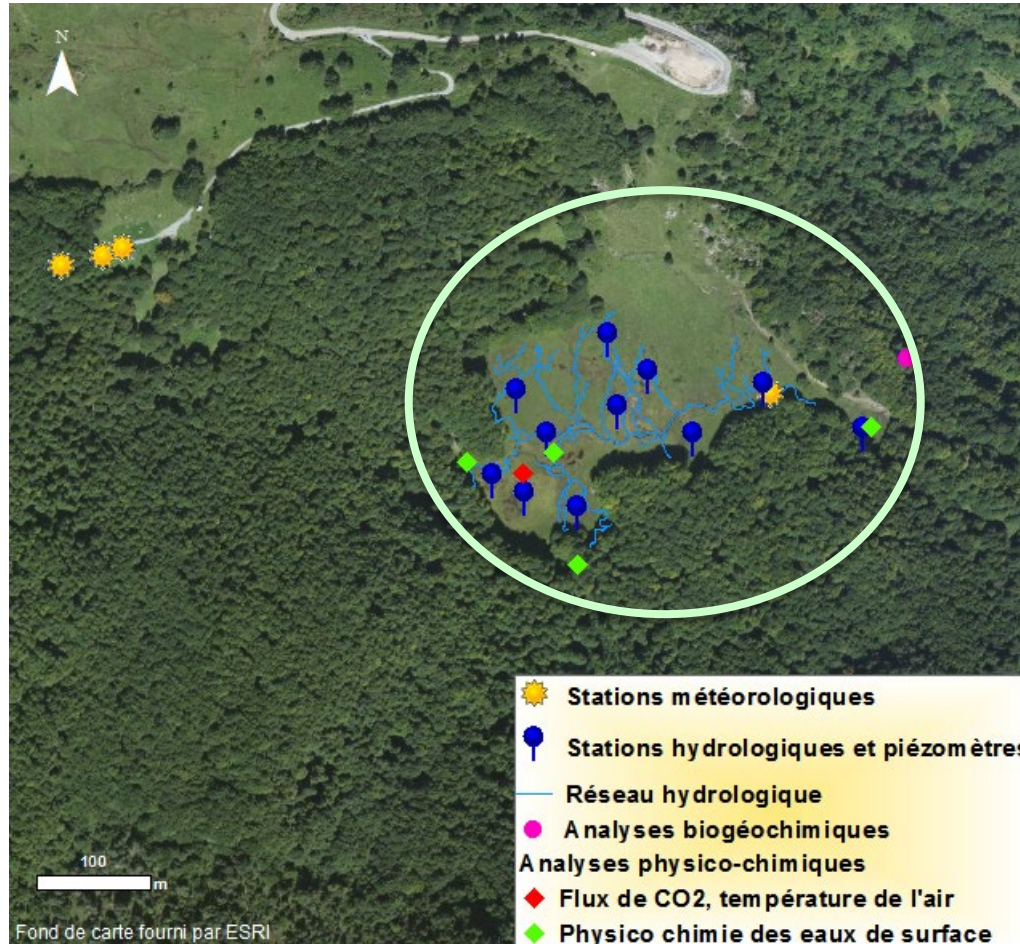 N
Stations météorologiques
Stations hydrologiques et piézomètres
Réseau hydrologique
Analyses biogéochimiques
Analyses physico-chimiques
Flux de CO2, température de l'air
Physico chimie des eaux de surface
100
m
Fond de carte fourni par ESRI